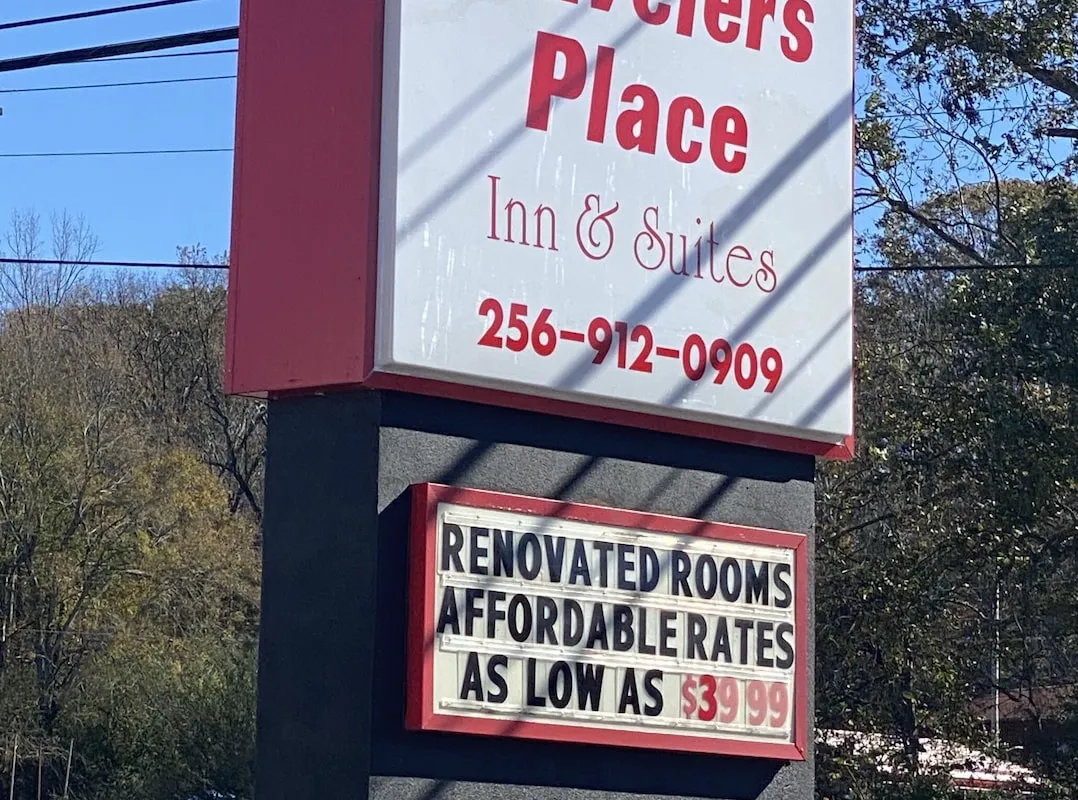 Place
Inn & Suites
256-912-0909
RENOVATED ROOMS
AFFORDABLE RATES
AS LOW AS $39 99